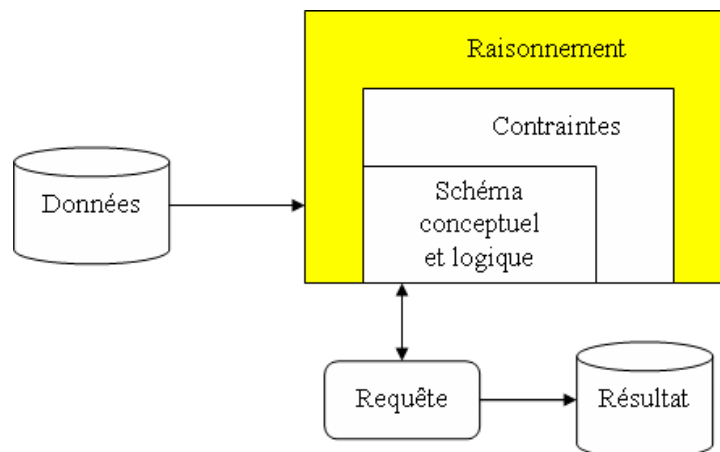 Raisonnement
Contraintes
Données
Schéma
conceptuel
et logique
Requête
Résultat